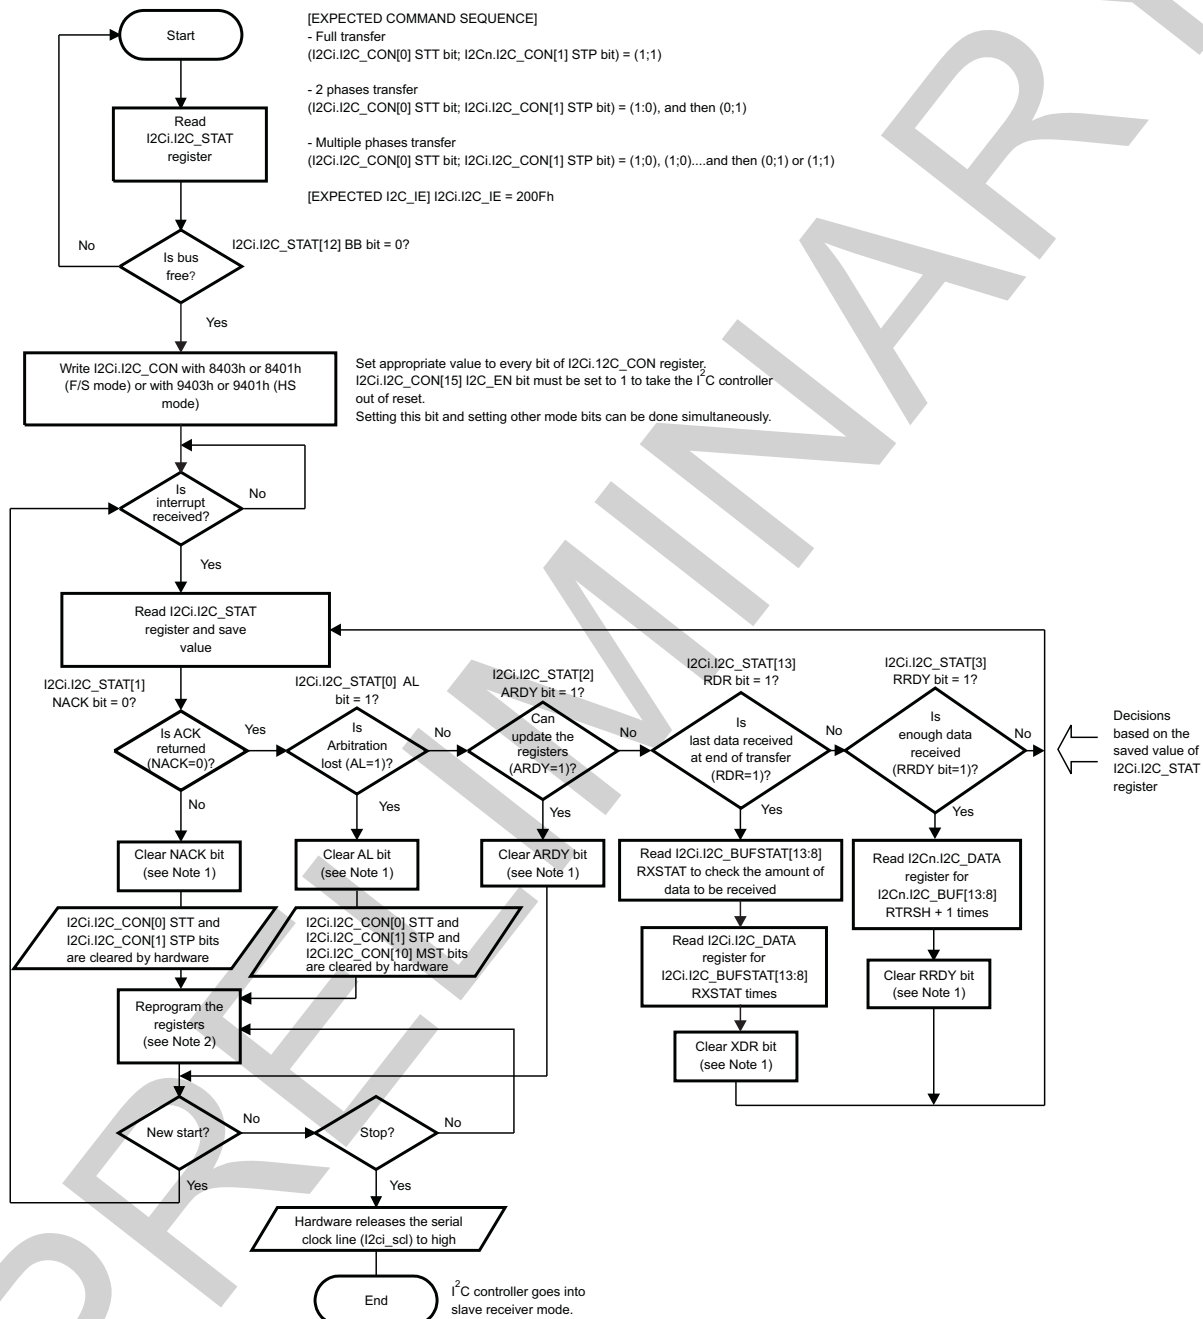 Start
[EXPECTED COMMAND SEQUENCE]
- Full transfer
(I2Ci.I2C_CON[0] STT bit; I2Cn.I2C_CON[1] STP bit) = (1;1)
- 2 phases transfer
(I2Ci.I2C_CON[0] STT bit; I2Ci.I2C_CON[1] STP bit) = (1:0), and then (0;1)
- Multiple phases transfer
(I2Ci.I2C_CON[0] STT bit; I2Ci.I2C_CON[1] STP bit) = (1;0), (1;0)....and then (0;1) or (1;1)
[EXPECTED I2C_IE] I2Ci.I2C_IE = 200Fh
Read
I2Ci.I2C_STAT
register
No
I2Ci.I2C_STAT[12] BB bit = 0?
Is bus
free?
Yes
Write I2Ci.I2C_CON with 8403h or 8401h
(F/S mode) or with 9403h or 9401h (HS
mode)
Set appropriate value to every bit of I2Ci.12C_CON register.
I2Ci.I2C_CON[15] I2C_EN bit must be set to 1 to take the I2C controller
out of reset.
Setting this bit and setting other mode bits can be done simultaneously.
Is
interrupt
received?
No
Yes
Read I2Ci.I2C_STAT
register and save
value
I2Ci.I2C_STAT[1]
NACK bit = 0?
Is ACK
returned
(NACK=0)?
Yes
No
I2Ci.I2C_STAT[0] AL
bit = 1?
Is
Arbitration
lost (AL=1)?
No
Yes
I2Ci.I2C_STAT[2]
ARDY bit = 1?
Can
update the
registers
(ARDY=1)?
No
Yes
I2Ci.I2C_STAT[13]
RDR bit = 1?
Is
last data received
at end of transfer
(RDR=1)?
No
Yes
I2Ci.I2C_STAT[3]
RRDY bit = 1?
Is
enough data
received
(RRDY bit=1)?
No
Yes
Decisions
based on the
saved value of
I2Ci.I2C_STAT
register
Clear NACK bit
(see Note 1)
Clear AL bit
(see Note 1)
Clear ARDY bit
(see Note 1)
Read I2Ci.I2C_BUFSTAT[13:8]
RXSTAT to check the amount of
data to be received
Read I2Cn.I2C_DATA
register for
I2Cn.I2C_BUF[13:8]
RTRSH + 1 times
I2Ci.I2C_CON[0] STT and
I2Ci.I2C_CON[1] STP bits
are cleared by hardware
I2Ci.I2C_CON[0] STT and
I2Ci.I2C_CON[1] STP and
I2Ci.I2C_CON[10] MST bits
are cleared by hardware
Read I2Ci.I2C_DATA
register for
I2Ci.I2C_BUFSTAT[13:8]
RXSTAT times
Clear RRDY bit
(see Note 1)
Reprogram the
registers
(see Note 2)
Clear XDR bit
(see Note 1)
New start?
No
Stop?
No
Yes
Yes
Hardware releases the serial
clock line (I2ci_scl) to high
End
I2C controller goes into
slave receiver mode.
PRELIMINARY